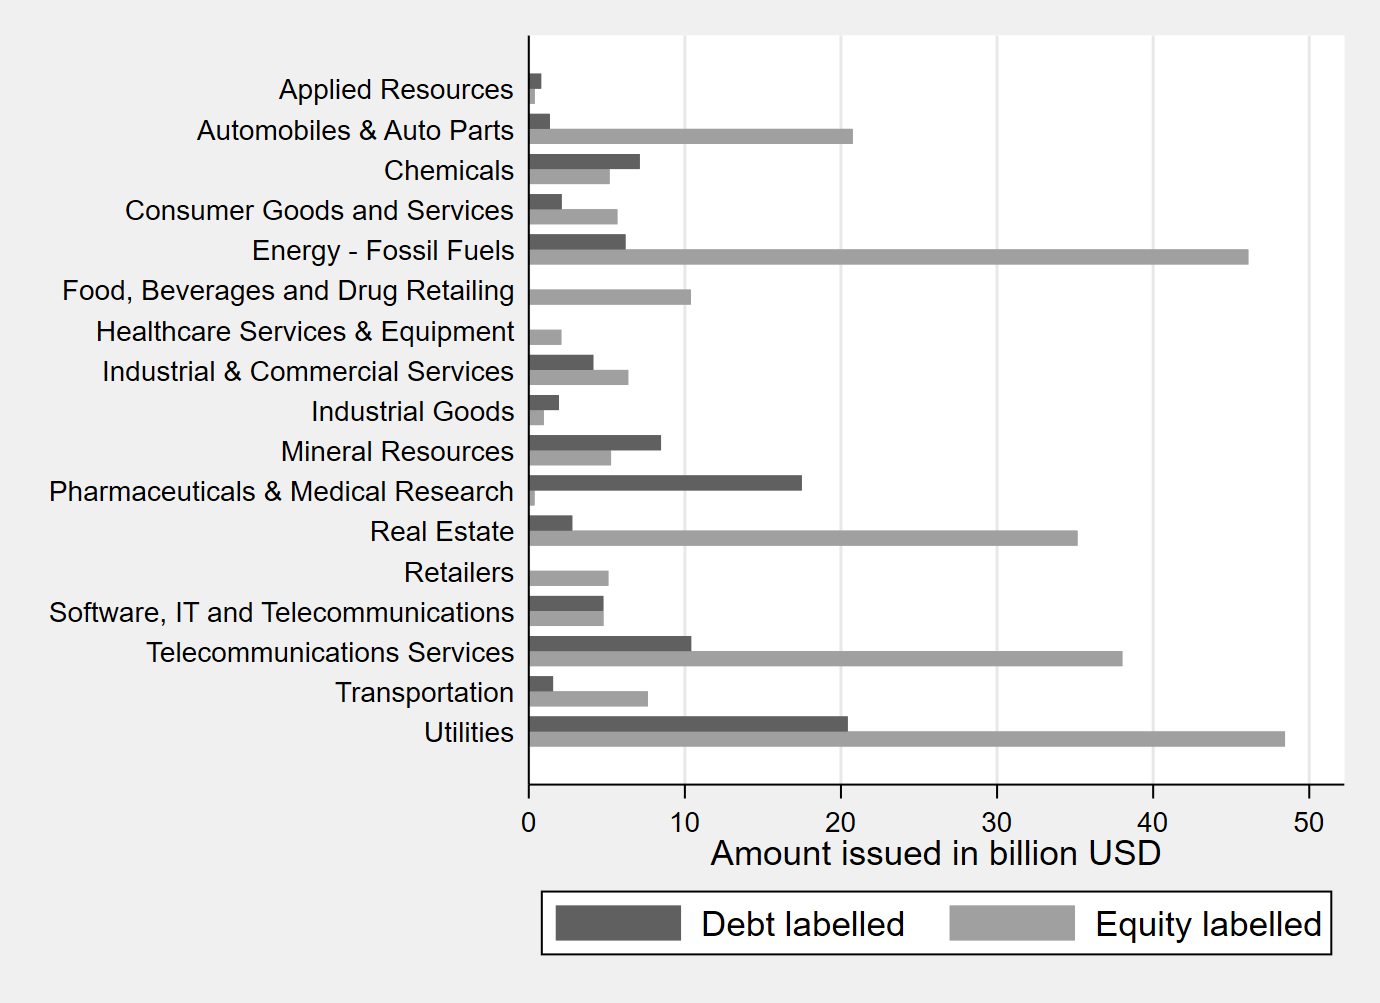 Applied Resources
Automobiles & Auto Parts
Chemicals
Consumer Goods and Services
Energy - Fossil Fuels
Food, Beverages and Drug Retailing
Healthcare Services & Equipment
Industrial & Commercial Services
Industrial Goods
Mineral Resources
Pharmaceuticals & Medical Research
Real Estate
Retailers
Software, IT and Telecommunications
Telecommunications Services
Transportation
Utilities
0 10 20 30 40 50
Amount issued in billion USD
Debt labelled Equity labelled